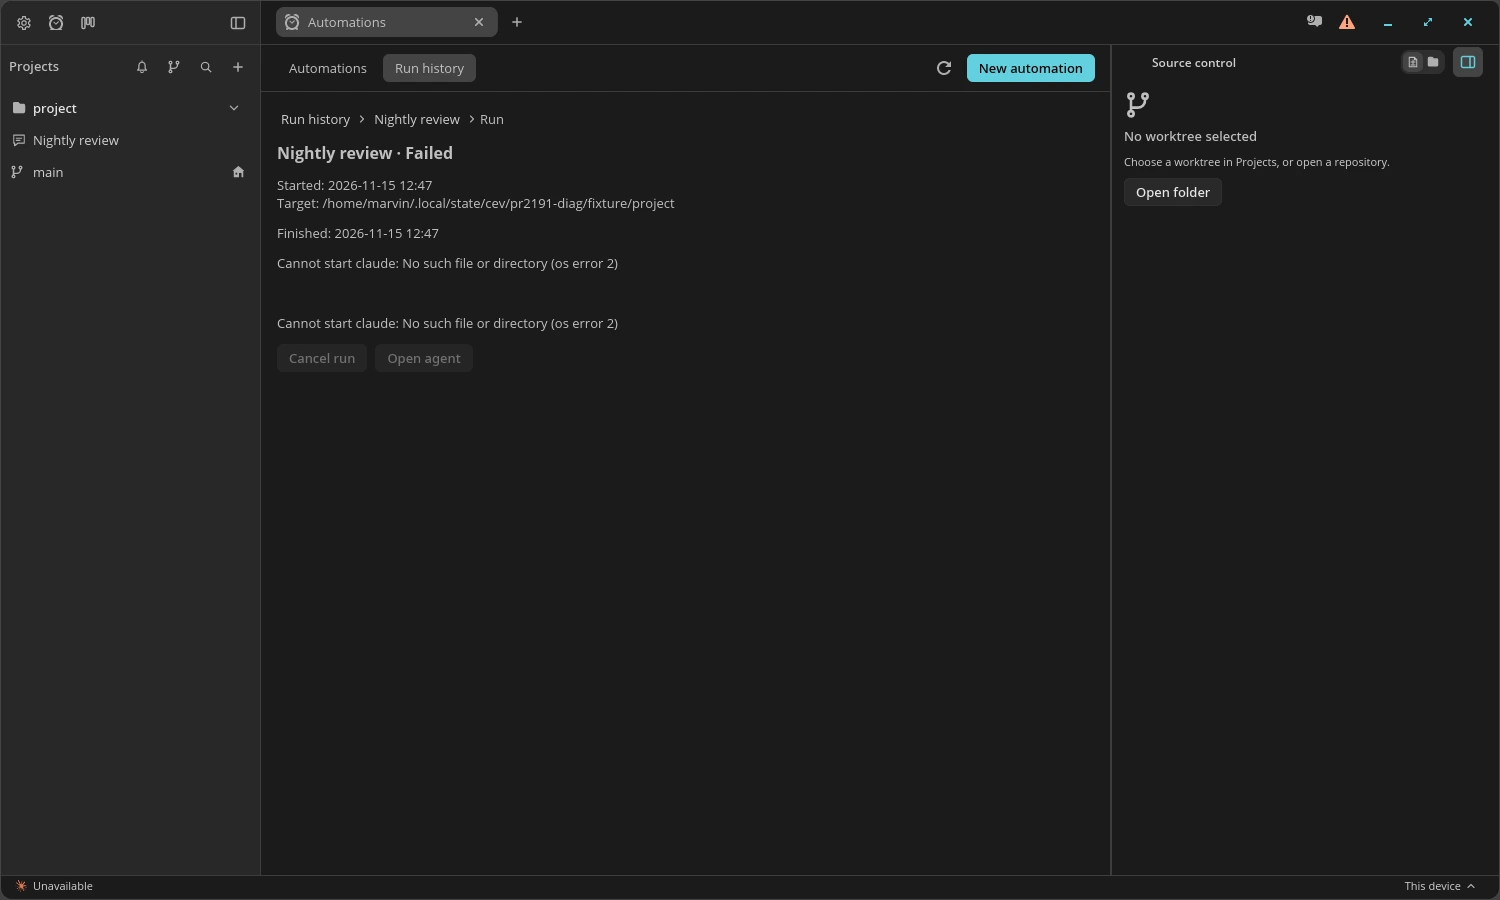 Automations
Projects
project
Nightly review
main
Automations
Run history
New automation
Run history > Nightly review > Run
Nightly review · Failed
Started: 2026-11-15 12:47
Target: /home/marvin/.local/state/cev/pr2191-diag/fixture/project
Finished: 2026-11-15 12:47
Cannot start claude: No such file or directory (os error 2)
Cannot start claude: No such file or directory (os error 2)
Cancel run
Open agent
Source control
No worktree selected
Choose a worktree in Projects, or open a repository.
Open folder
Unavailable
This device